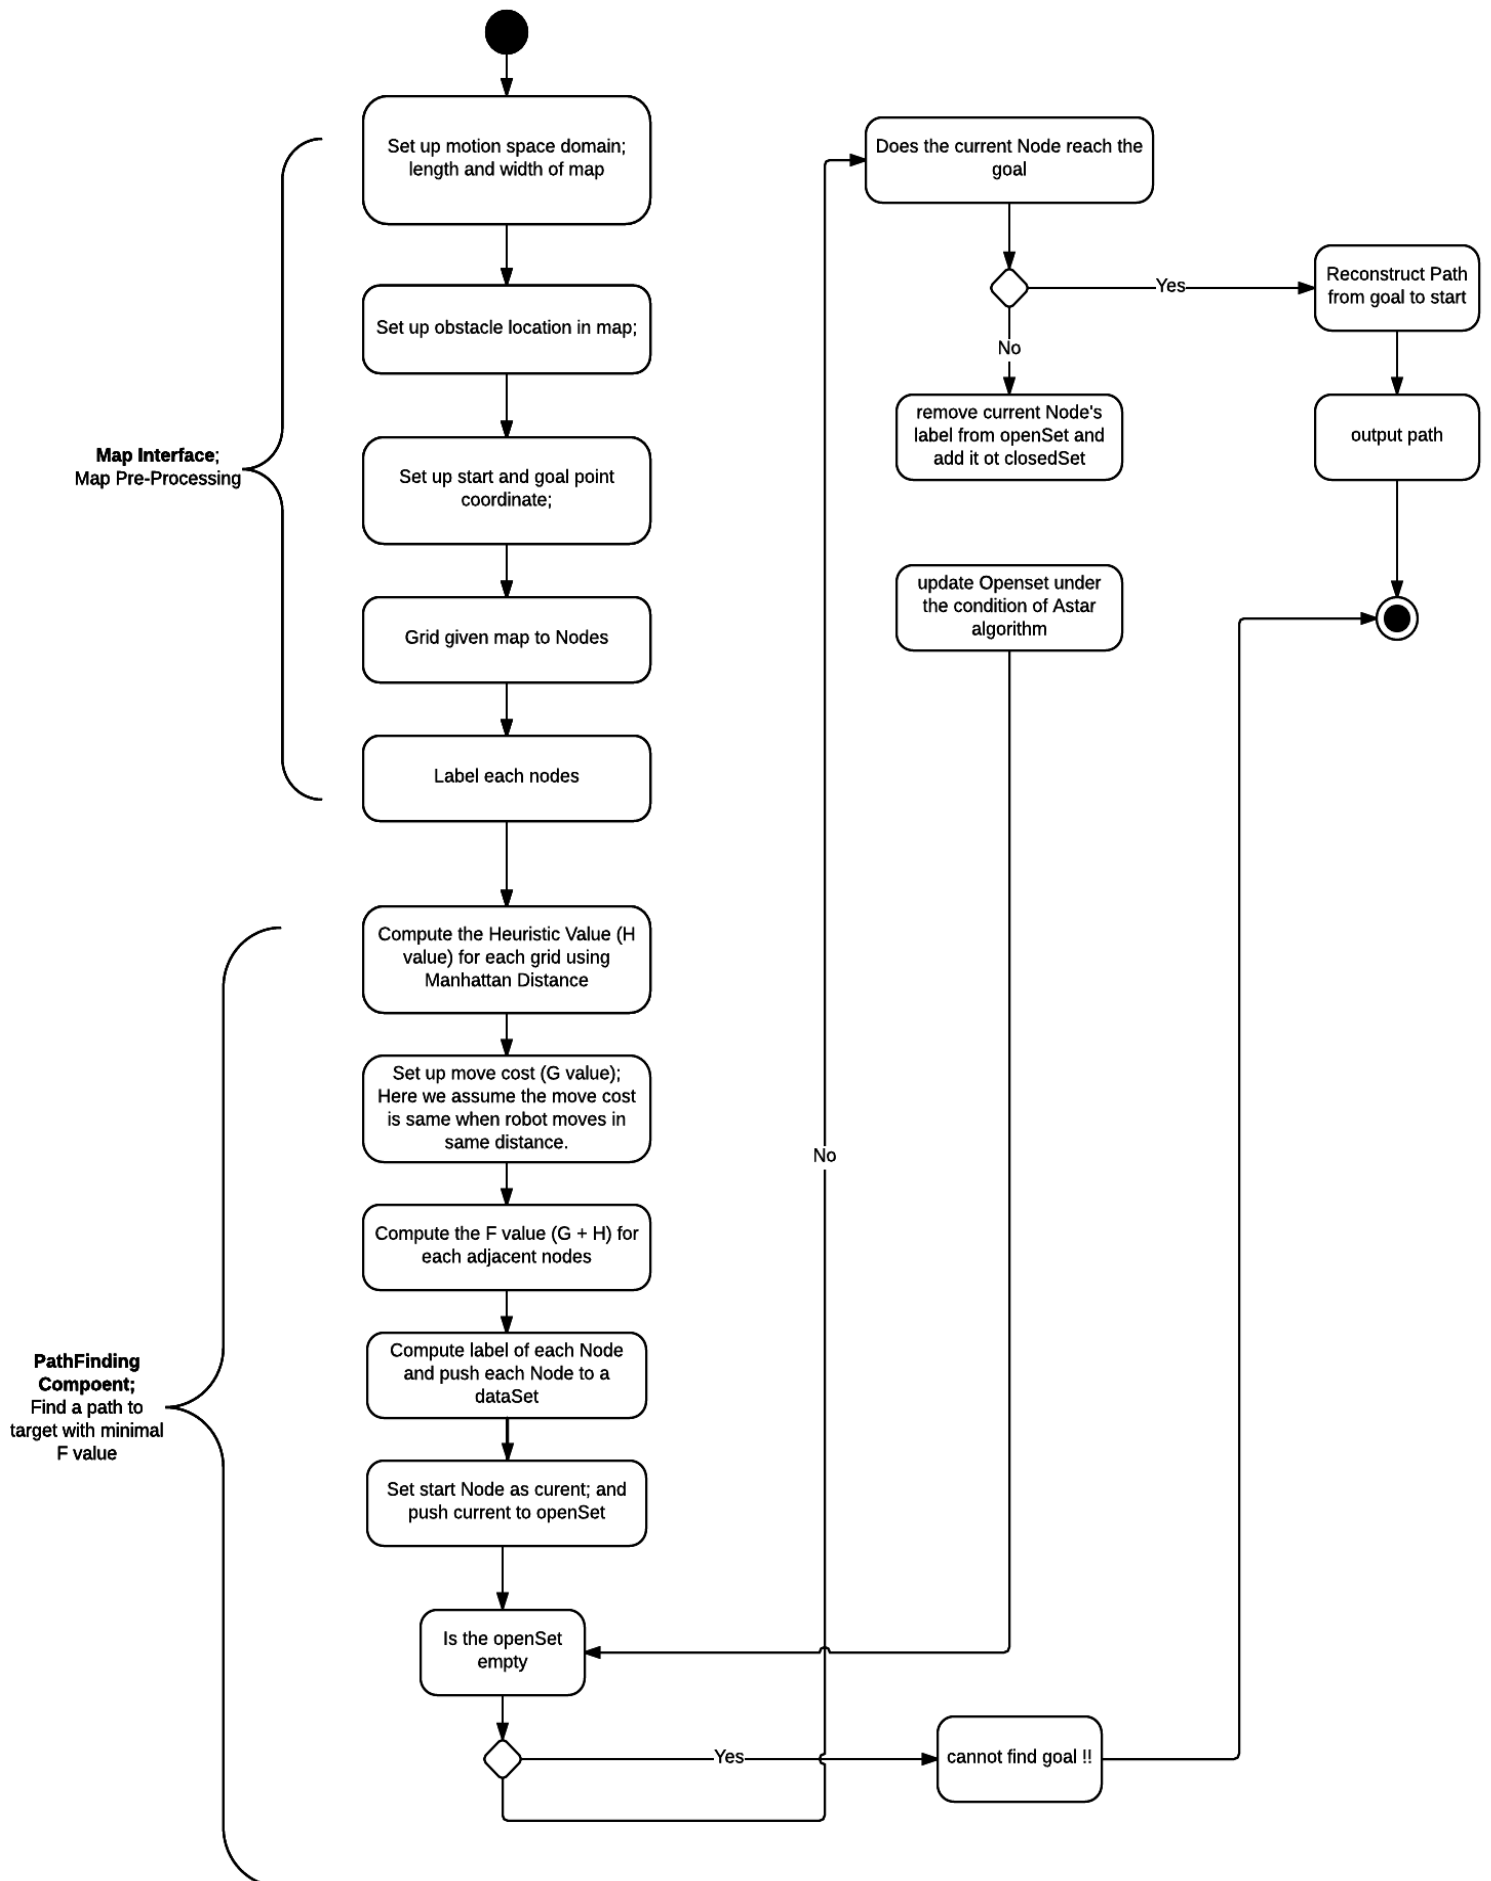 Set up motion space domain;
length and width of map
Set up obstacle location in map;
Map Interface;
Map Pre-Processing
Set up start and goal point
coordinate;
Grid given map to Nodes
Label each nodes
Compute the Heuristic Value (H
value) for each grid using
Manhattan Distance
Set up move cost (G value);
Here we assume the move cost
is same when robot moves in
same distance.
Compute the F value (G + H) for
each adjacent nodes
PathFinding
Compoent;
Find a path to
target with minimal
F value
Compute label of each Node
and push each Node to a
dataSet
Set start Node as curent; and
push current to openSet
Is the openSet
empty
Yes
cannot find goal !!
No
Does the current Node reach the
goal
Yes
No
remove current Node's
label from openSet and
add it ot closedSet
update Openset under
the condition of Astar
algorithm
Reconstruct Path
from goal to start
output path